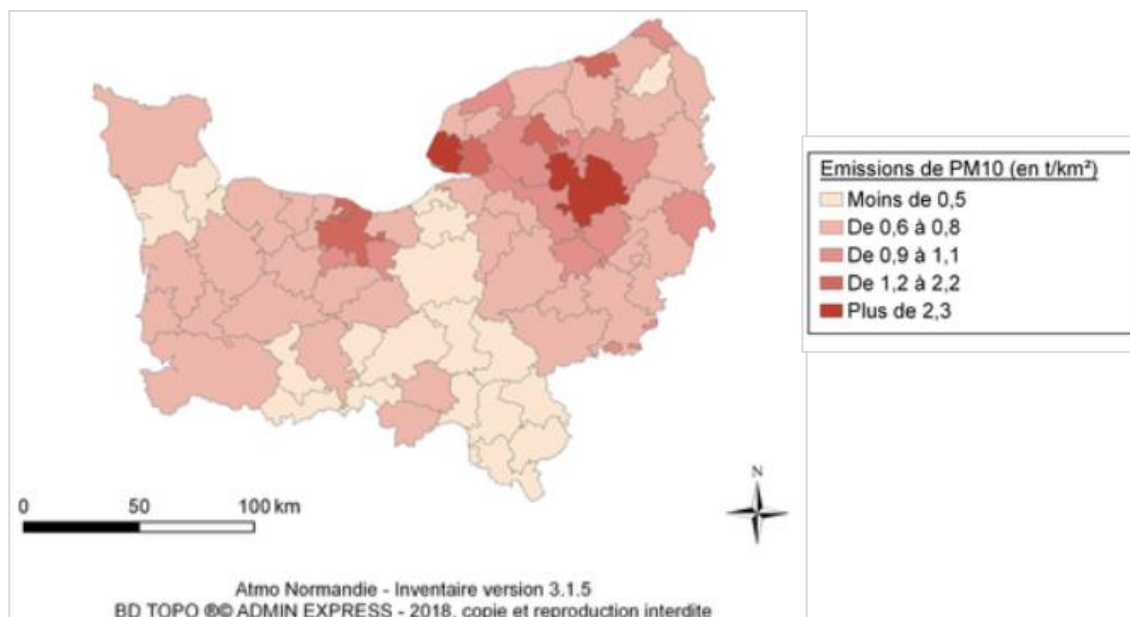 Emissions de PM10 (en t/km²)
Moins de 0,5
De 0,6 à 0,8
De 0,9 à 1,1
De 1,2 à 2,2
Plus de 2,3
N
0 50 100 km
Atmo Normandie - Inventaire version 3.1.5
BD TOPO ®© ADMIN EXPRESS - 2018, copie et reproduction interdite